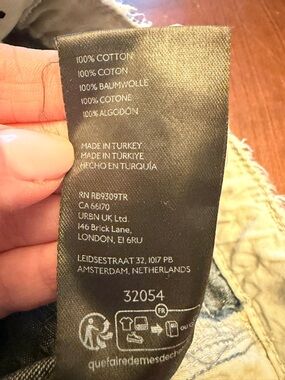 100% COTTON
100% COTON
100% BAUMWOLLE
100% COTONE
100% ALGODÓN
MADE IN TURKEY
MADE IN TÜRKIYE
HECHO EN TURQUÍA
RN RB9309TR
CA 66170
URBN UK Ltd.
146 Brick Lane,
LONDON, E1 6RU
LEIDSESTRAAT 32, 1017 PB
AMSTERDAM, NETHERLANDS
32054
FR
OU
quefairedemesdeche